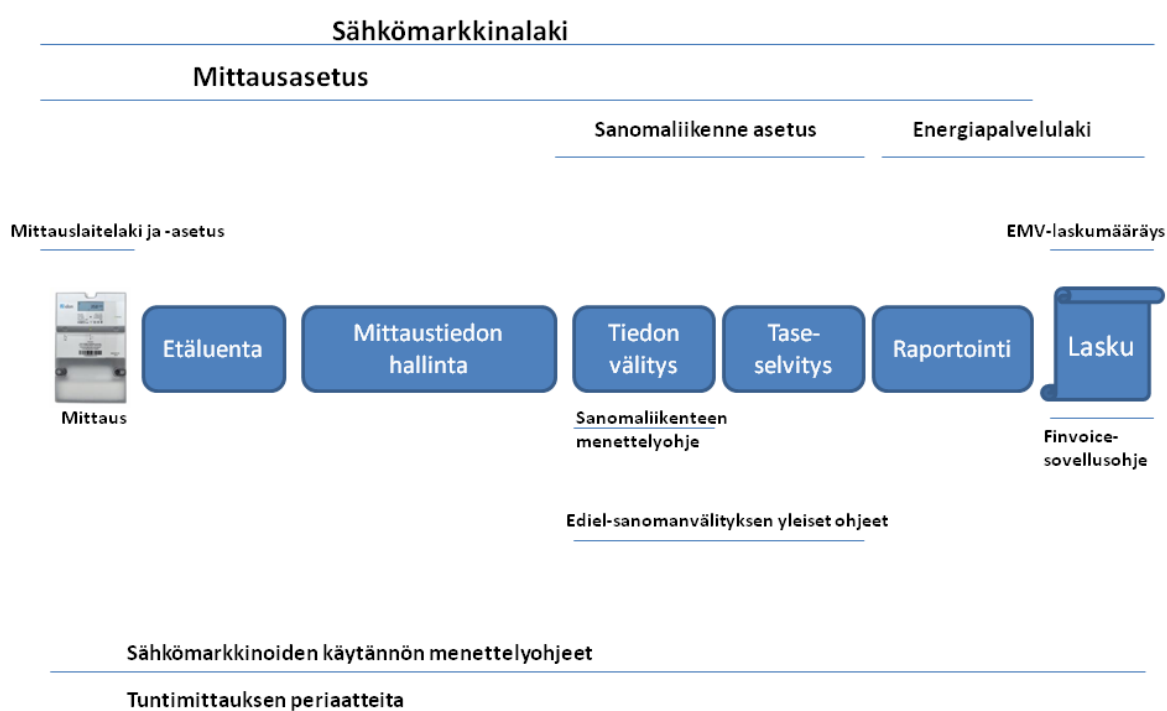 Sähkömarkkinalaki
Mittausasetus
Sanomaliikenne asetus
Energiapalvelulaki
Mittauslaitelaki ja -asetus
EMV-laskumääräys
Etäluenta
Mittaustiedon
hallinta
Tiedon
välitys
Tase-
selvitys
Raportointi
Lasku
Mittaus
Sanomaliikenteen
menettelyohje
Finvoice-
sovellusohje
Ediel-sanomanvälityksen yleiset ohjeet
Sähkömarkkinoiden käytännön menettelyohjeet
Tuntimittauksen periaatteita